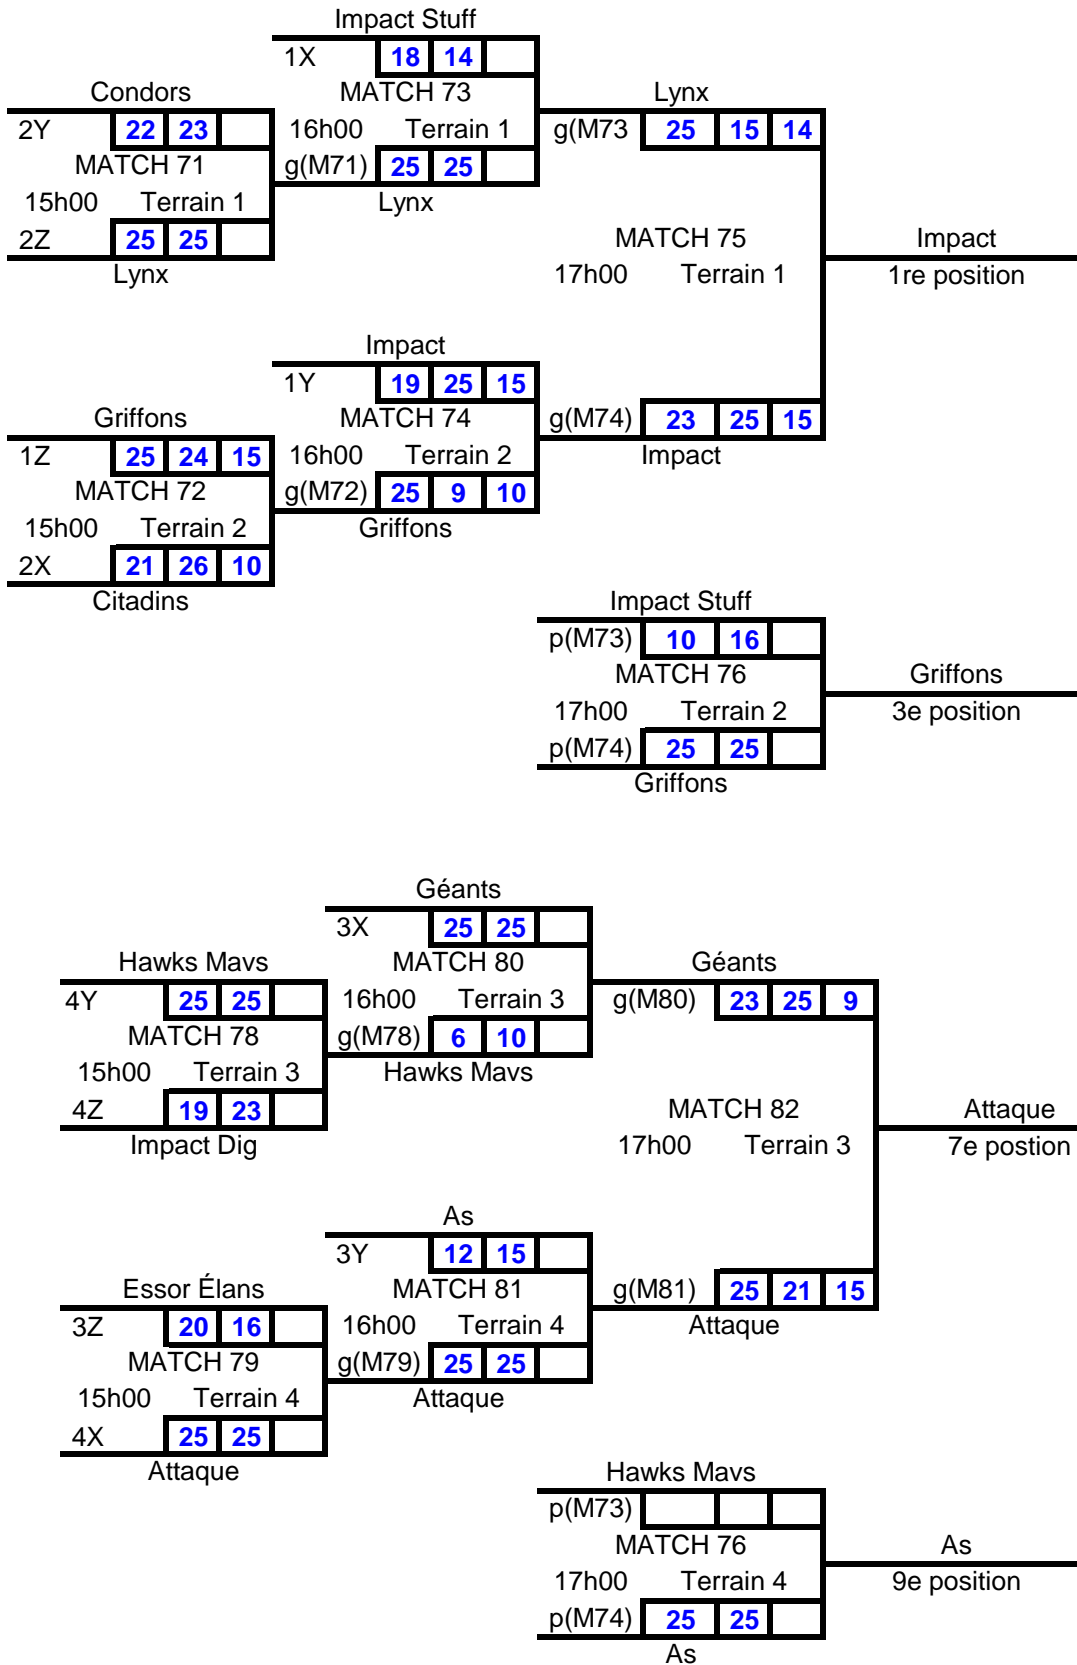 Impact Stuff
1X 18 14
Condors MATCH 73 Lynx
2Y 22 23 16h00 Terrain 1 g(M73 25 15 14
MATCH 71 g(M71) 25 25
15h00 Terrain 1 Lynx
2Z 25 25 MATCH 75 Impact
Lynx 17h00 Terrain 1 1re position
Impact
1Y 19 25 15
Griffons MATCH 74 g(M74) 23 25 15
1Z 25 24 15 16h00 Terrain 2 Impact
MATCH 72 g(M72) 25 9 10
15h00 Terrain 2 Griffons
2X 21 26 10
Citadins Impact Stuff
p(M73) 10 16
MATCH 76 Griffons
17h00 Terrain 2 3e position
p(M74) 25 25
Griffons
Géants
3X 25 25
Hawks Mavs MATCH 80 Géants
4Y 25 25 16h00 Terrain 3 g(M80) 23 25 9
MATCH 78 g(M78) 6 10
15h00 Terrain 3 Hawks Mavs
4Z 19 23 MATCH 82 Attaque
Impact Dig 17h00 Terrain 3 7e postion
As
3Y 12 15
Essor Élans MATCH 81 g(M81) 25 21 15
3Z 20 16 16h00 Terrain 4 Attaque
MATCH 79 g(M79) 25 25
15h00 Terrain 4 Attaque
4X 25 25
Attaque Hawks Mavs
p(M73)
MATCH 76 As
17h00 Terrain 4 9e position
p(M74) 25 25
As